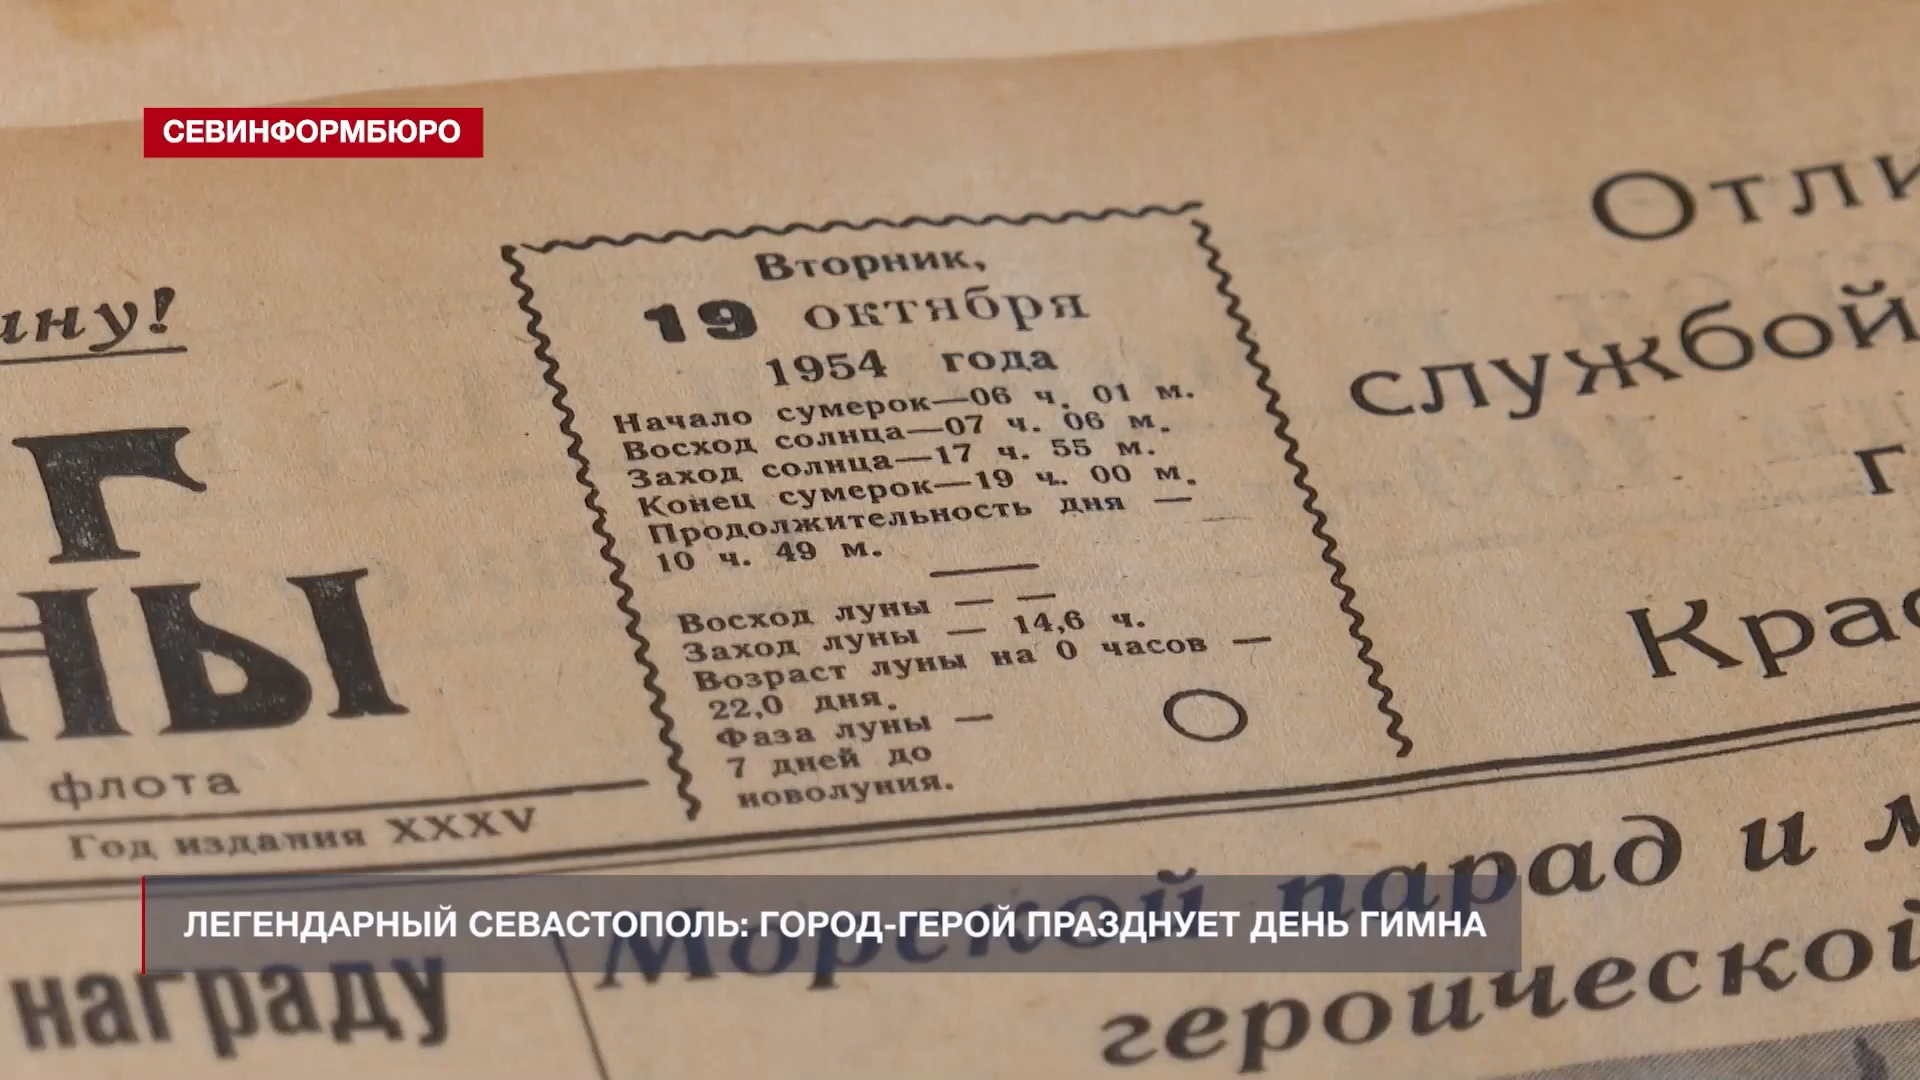 СЕВИНФОРМБЮРО
ину!
Г
НЫ
флота
Год издания XXXV
Вторник,
19 октября
1954 года
Начало сумерок—06 ч. 01 м.
Восход солнца—07 ч. 06 м.
Заход солнца—17 ч. 55 м.
Конец сумерок—19 ч. 00 м.
Продолжительность дня —
10 ч. 49 м.
Восход луны — —
Заход луны — 14,6 ч.
Возраст луны на 0 часов —
22,0 дня.
Фаза луны —
7 дней до
новолуния.
Отли
службой
г
Крас
Морской парад и м
героической
награду
ЛЕГЕНДАРНЫЙ СЕВАСТОПОЛЬ: ГОРОД-ГЕРОЙ ПРАЗДНУЕТ ДЕНЬ ГИМНА